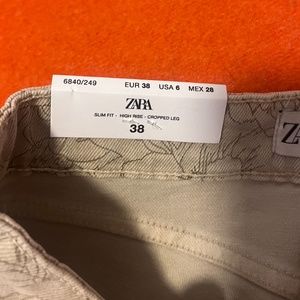 6840/249 EUR 38 USA 6 MEX 28
ZARA
SLIM FIT - HIGH RISE - CROPPED LEG
38
Z